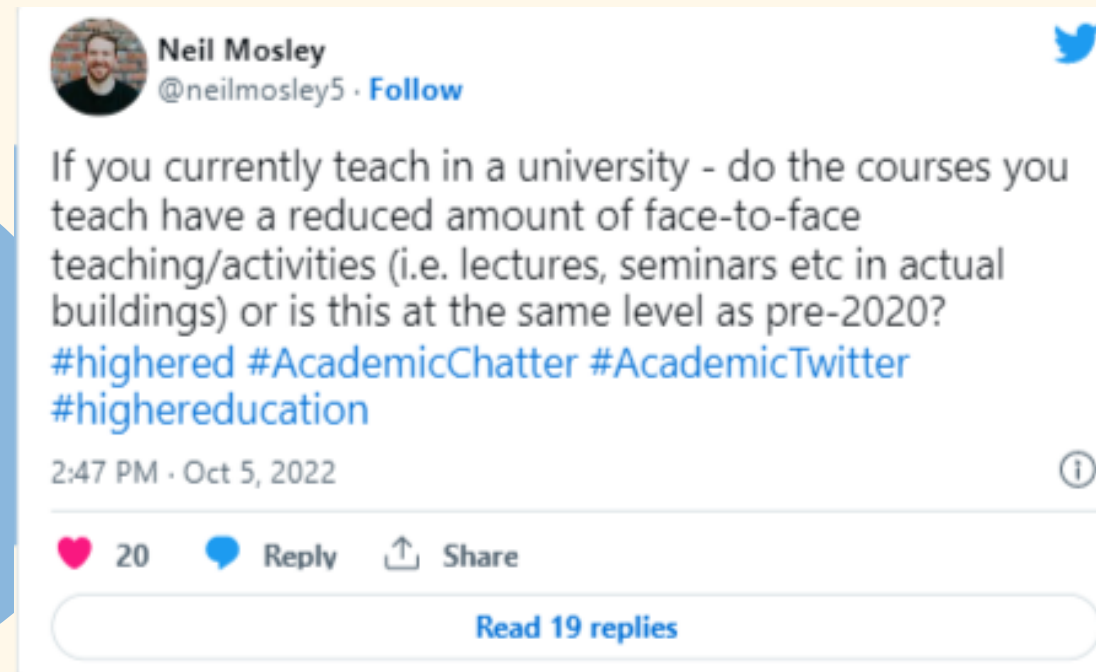 Neil Mosley
@neilmosley5 · Follow
If you currently teach in a university - do the courses you
teach have a reduced amount of face-to-face
teaching/activities (i.e. lectures, seminars etc in actual
buildings) or is this at the same level as pre-2020?
#highered #AcademicChatter #AcademicTwitter
#highereducation
2:47 PM · Oct 5, 2022
20 Reply Share
Read 19 replies